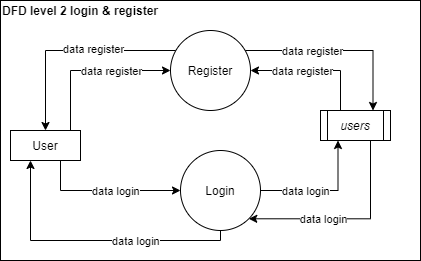 DFD level 2 login & register
data register
data register
data register
Register
data register
User
users
data login
Login
data login
data login
data login